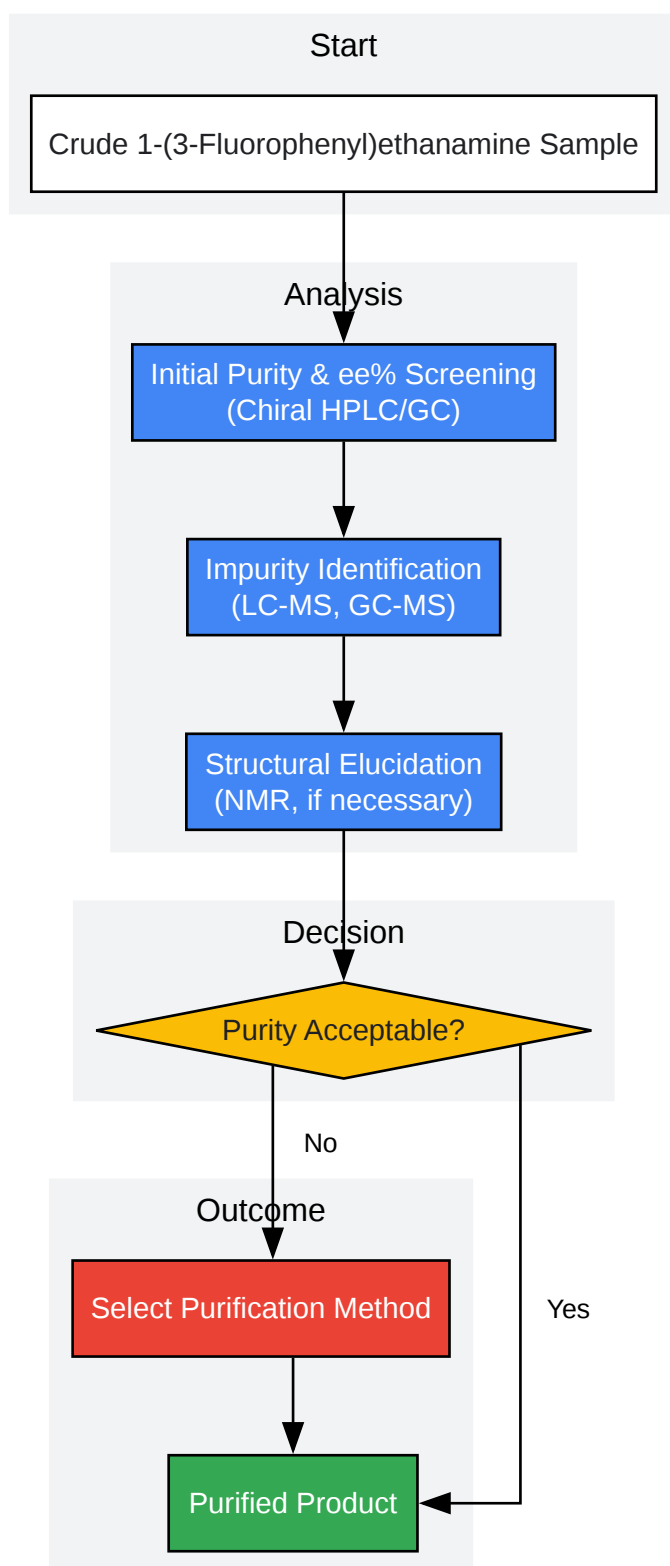 Start
Crude 1-(3-Fluorophenyl)ethanamine Sample
Analysis
Initial Purity & ee% Screening
(Chiral HPLC/GC)
Impurity Identification
(LC-MS, GC-MS)
Structural Elucidation
(NMR, if necessary)
Decision
Purity Acceptable?
No
Outcome
Select Purification Method
Yes
Purified Product